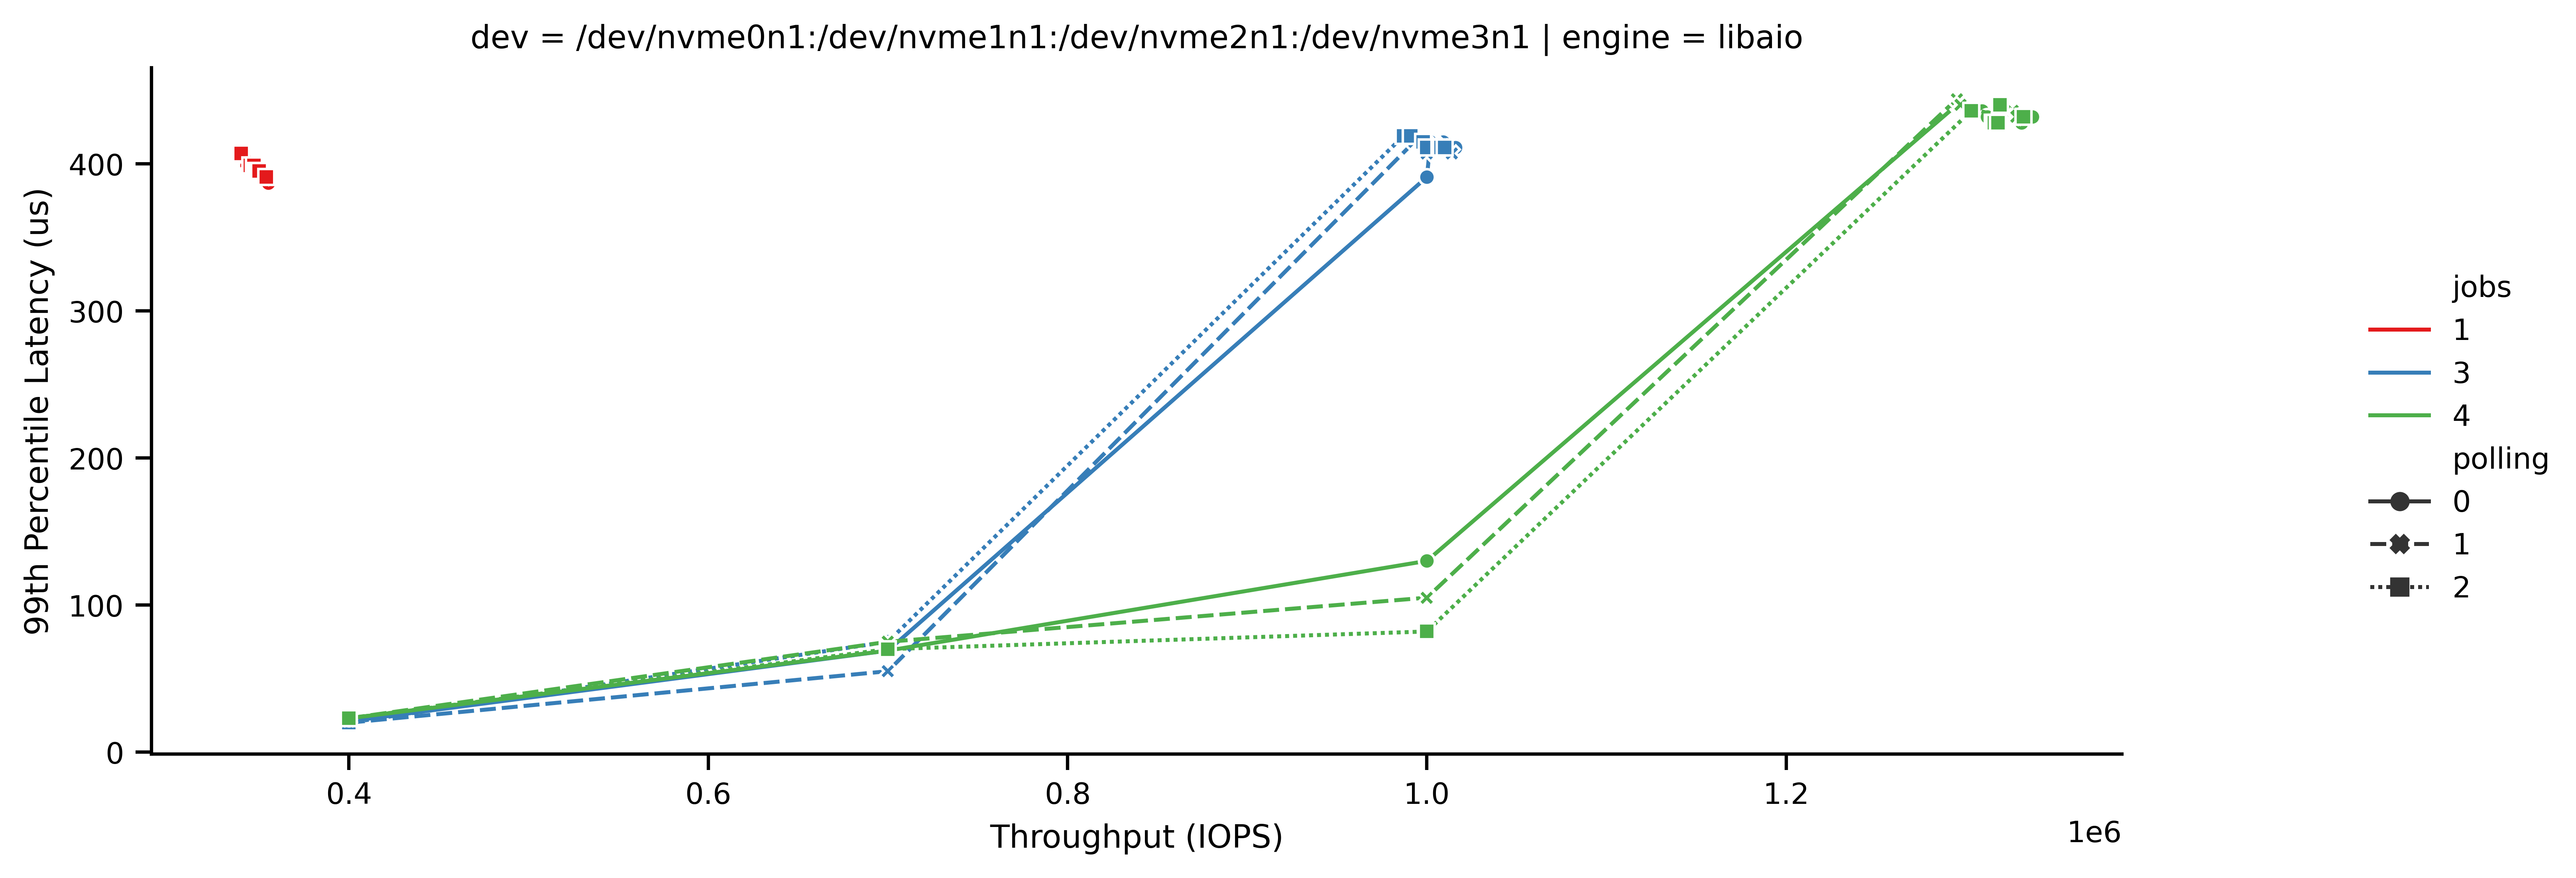 dev = /dev/nvme0n1:/dev/nvme1n1:/dev/nvme2n1:/dev/nvme3n1 | engine = libaio
99th Percentile Latency (us)
400
300
200
100
0
0.4
0.6
0.8
1.0
1.2
1e6
Throughput (IOPS)
jobs
1
3
4
polling
0
1
2